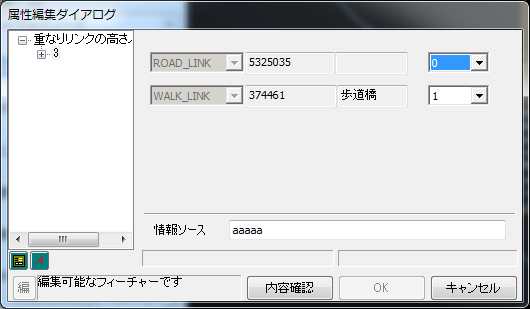 属性編集ダイアログ
重なりリンクの高さ
3
ROAD_LINK 5325035 0
WALK_LINK 374461 歩道橋 1
情報ソース aaaaa
編 編集可能なフィーチャーです 内容確認 OK キャンセル